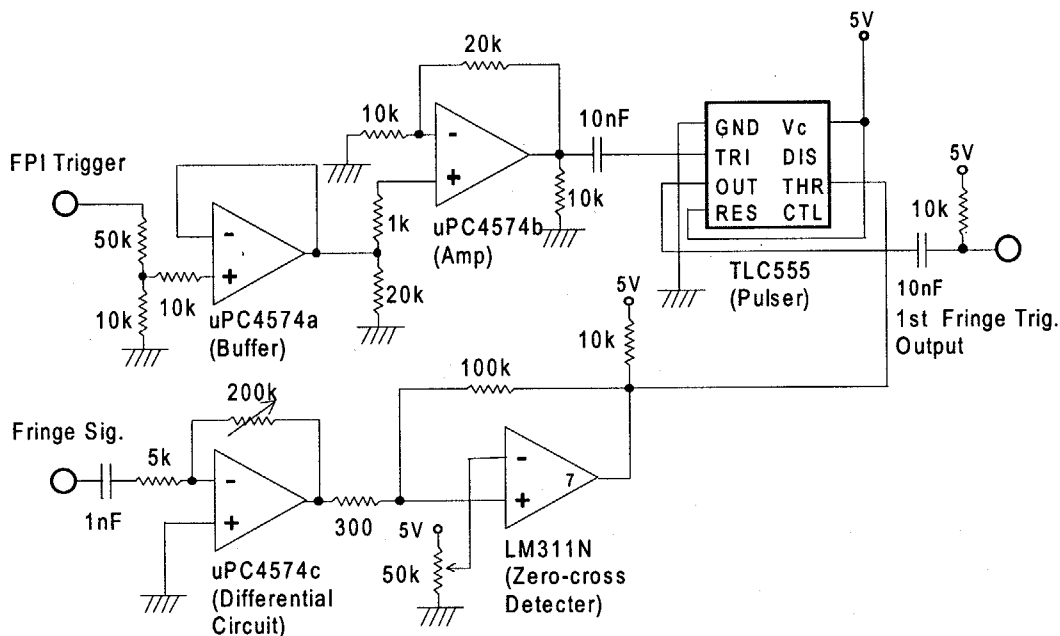 5V
20k
10k
10nF
GND Vc
TRI DIS
OUT THR
RES CTL
FPI Trigger
5V
10k
50k
-
+
-
+
1k
10k
uPC4574b
(Amp)
10k
10k
20k
uPC4574a
(Buffer)
TLC555
(Pulser)
10nF
1st Fringe Trig.
Output
5V
10k
100k
200k
Fringe Sig.
5k
-
+
-
+
7
1nF
300
5V
50k
LM311N
(Zero-cross
Detecter)
uPC4574c
(Differential
Circuit)